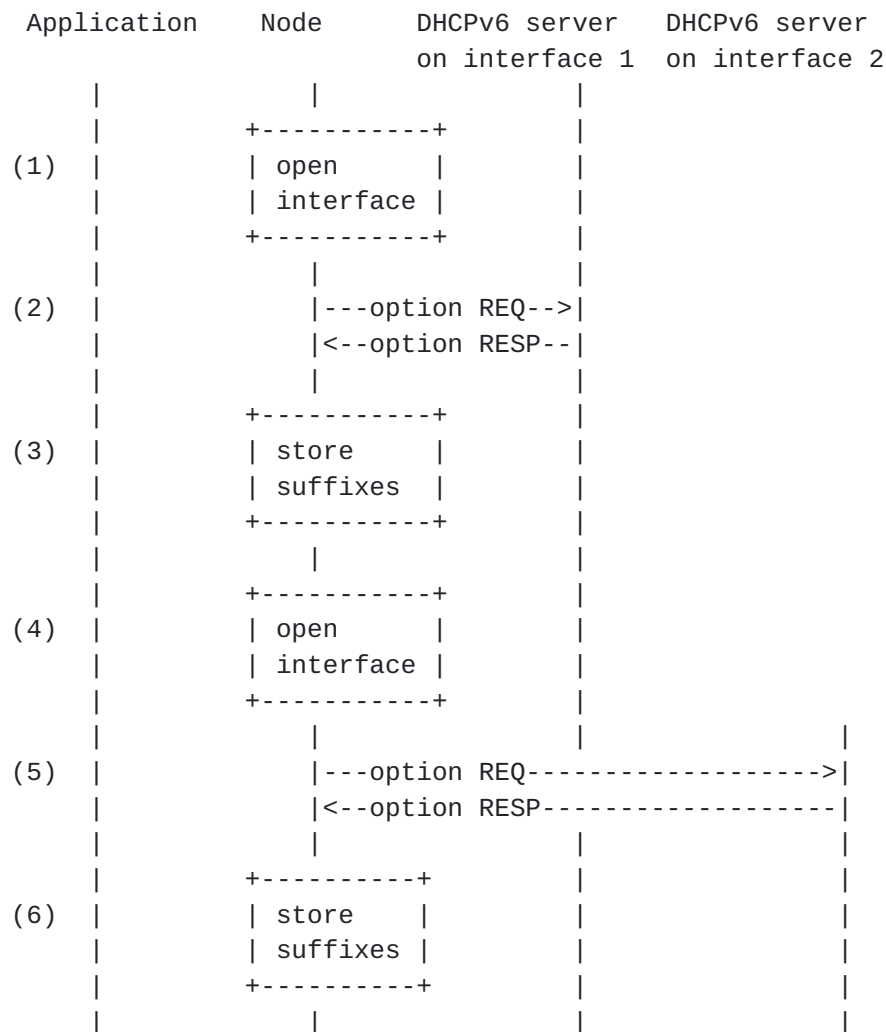 Application    Node      DHCPv6 server   DHCPv6 server
on interface 1  on interface 2
|             |                |
|         +-----------+        |
(1)  |         | open      |        |
|         | interface |        |
|         +-----------+        |
|             |                |
(2)  |             |---option REQ-->|
|             |<--option RESP--|
|             |                |
|         +-----------+        |
(3)  |         | store     |        |
|         | suffixes  |        |
|         +-----------+        |
|             |                |
|         +-----------+        |
(4)  |         | open      |        |
|         | interface |        |
|         +-----------+        |
|             |                |                |
(5)  |             |---option REQ------------------->|
|             |<--option RESP-------------------|
|             |                |                |
|         +----------+         |                |
(6)  |         | store    |         |                |
|         | suffixes |         |                |
|         +----------+         |                |
|             |                |                |